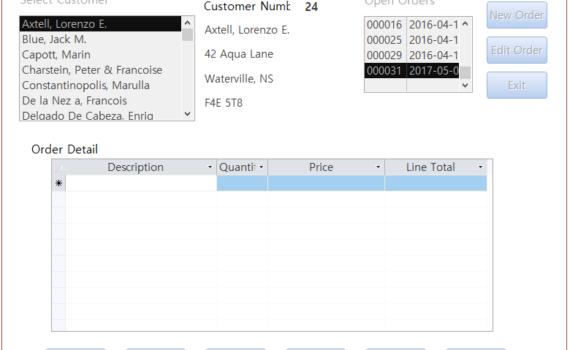 Select Customer
Customer Numb 24
Open Orders
Axtell, Lorenzo E.
Blue, Jack M.
Capott, Marin
Charstein, Peter & Francoise
Constantinopolis, Marulla
De la Nez a, Francois
Delgado De Cabeza, Enriq
Axtell, Lorenzo E.
42 Aqua Lane
Waterville, NS
F4E 5T8
000016 2016-04-1
000025 2016-04-1
000029 2016-04-1
000031 2017-05-0
New Order
Edit Order
Exit
Order Detail
Description Quantit Price Line Total